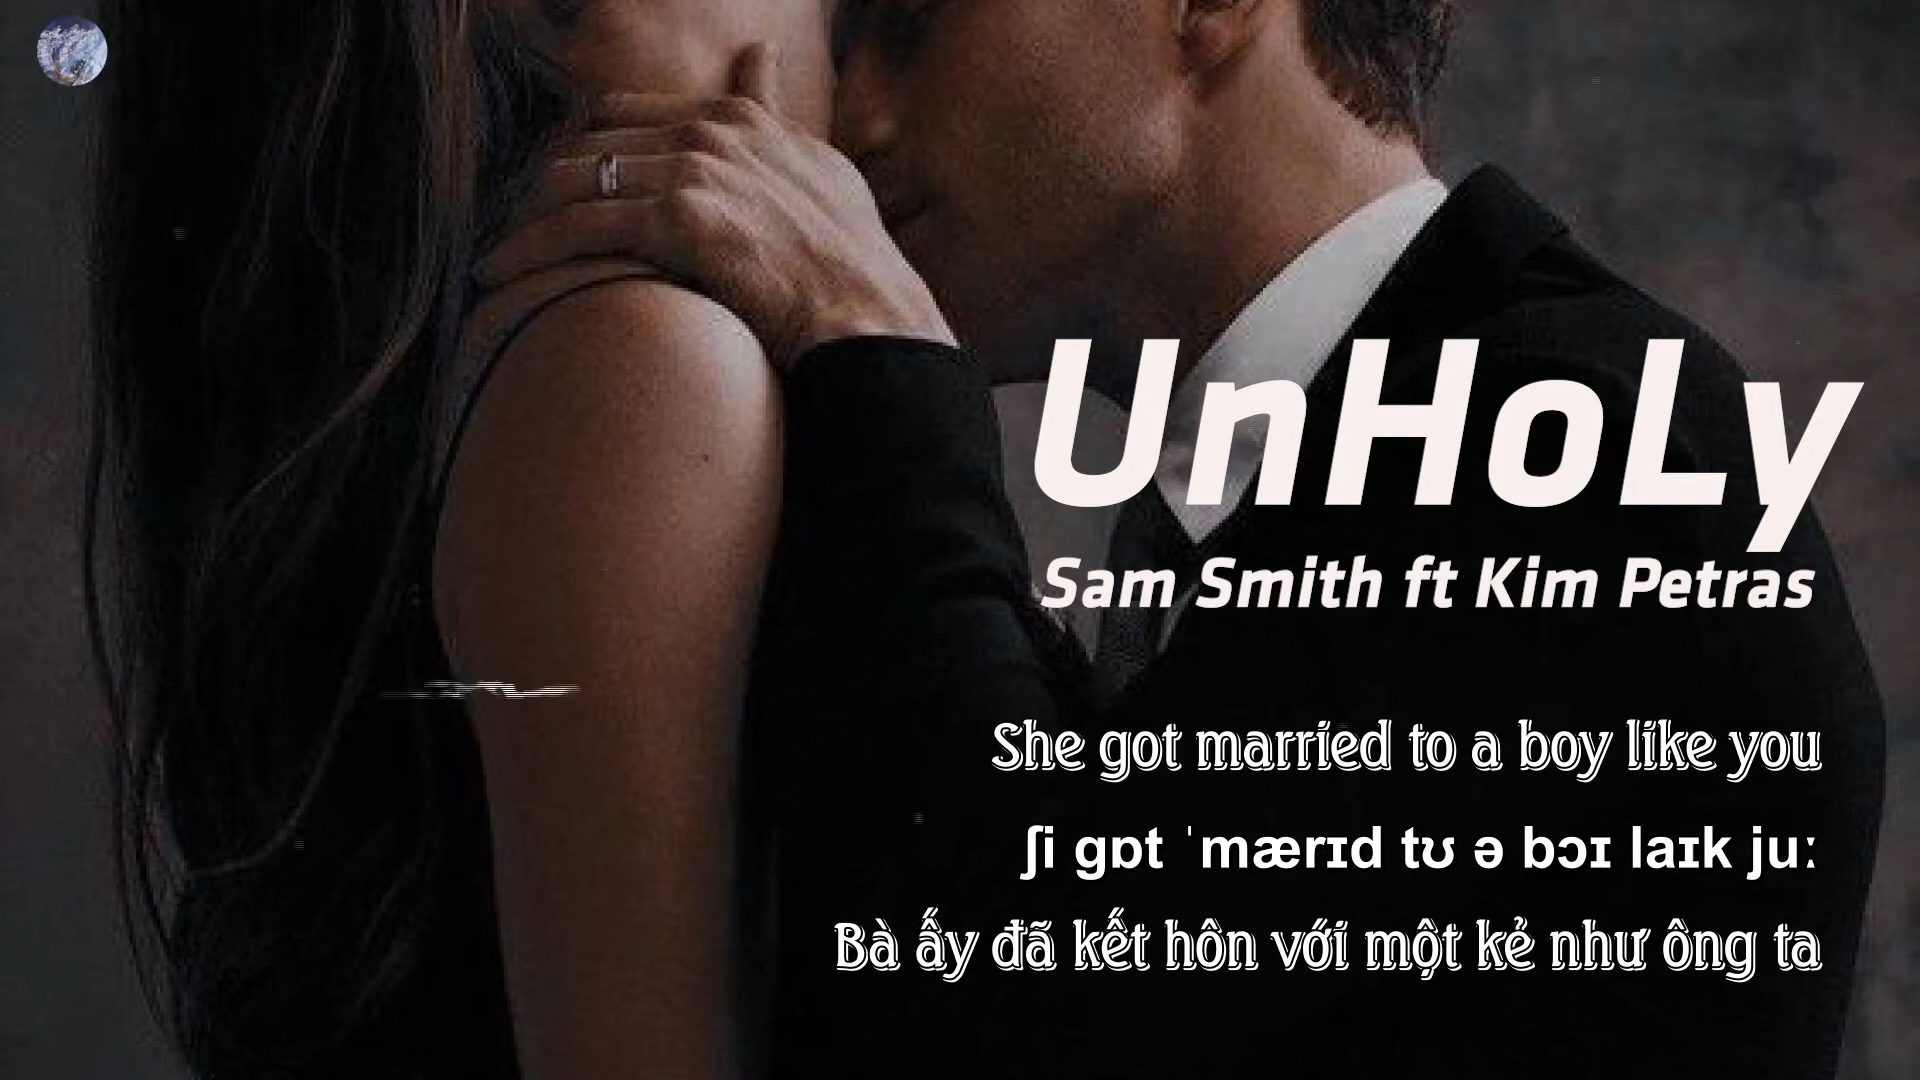 UnHoLy
Sam Smith ft Kim Petras
She got married to a boy like you
ʃi gɒt ˈmærɪd tʊ ə bɔɪ laɪk juː
Bà ấy đã kết hôn với một kẻ như ông ta